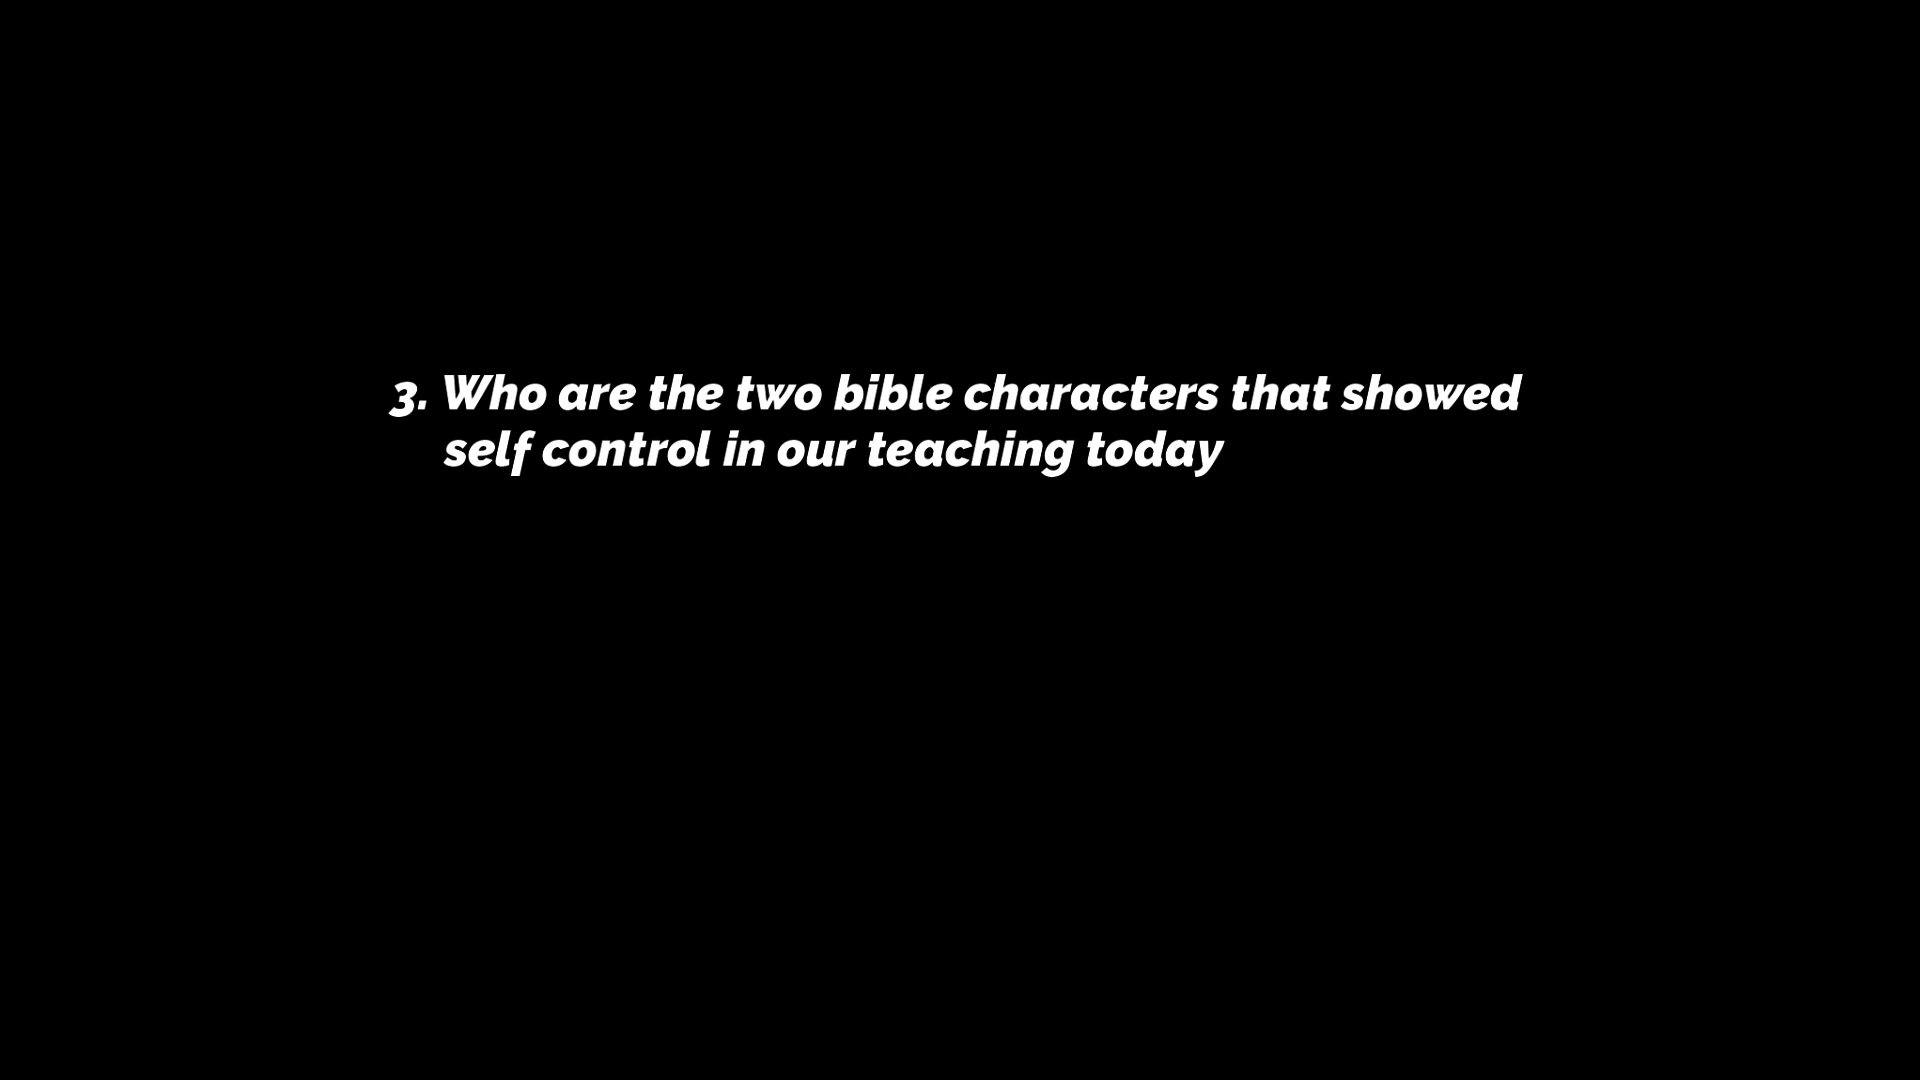 3. Who are the two bible characters that showed
self control in our teaching today